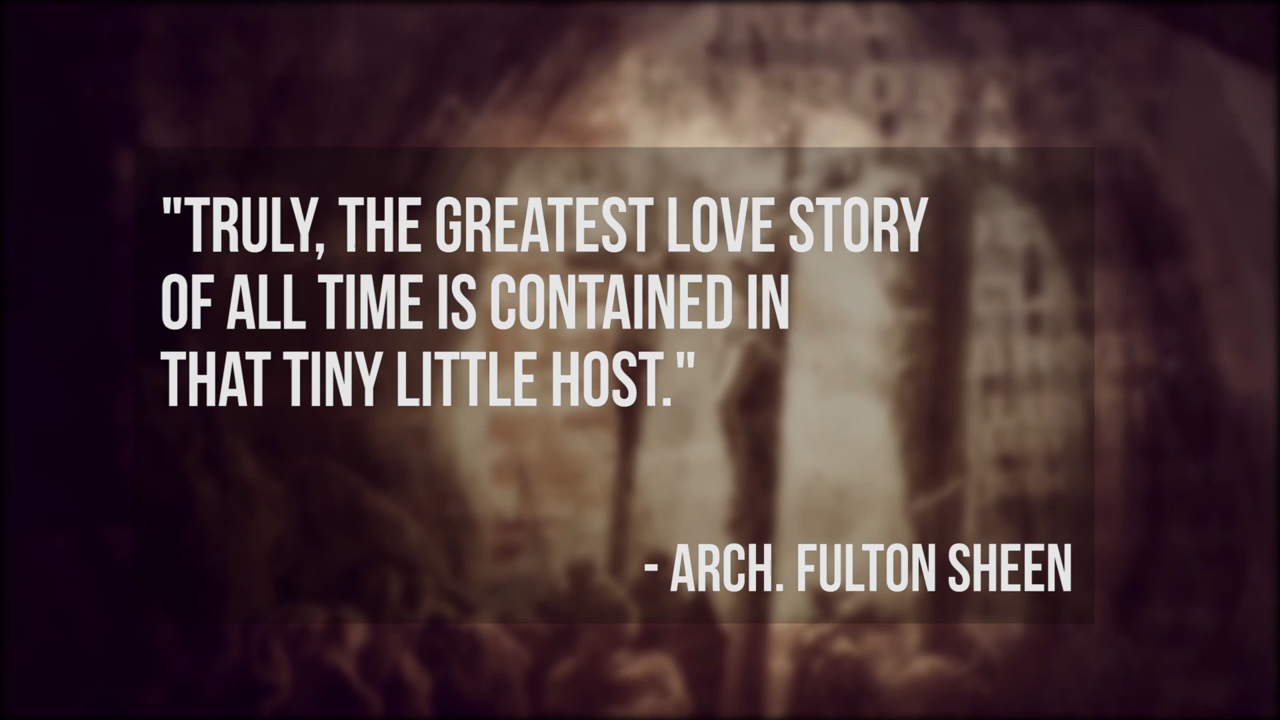 "TRULY, THE GREATEST LOVE STORY
OF ALL TIME IS CONTAINED IN
THAT TINY LITTLE HOST."
- ARCH. FULTON SHEEN